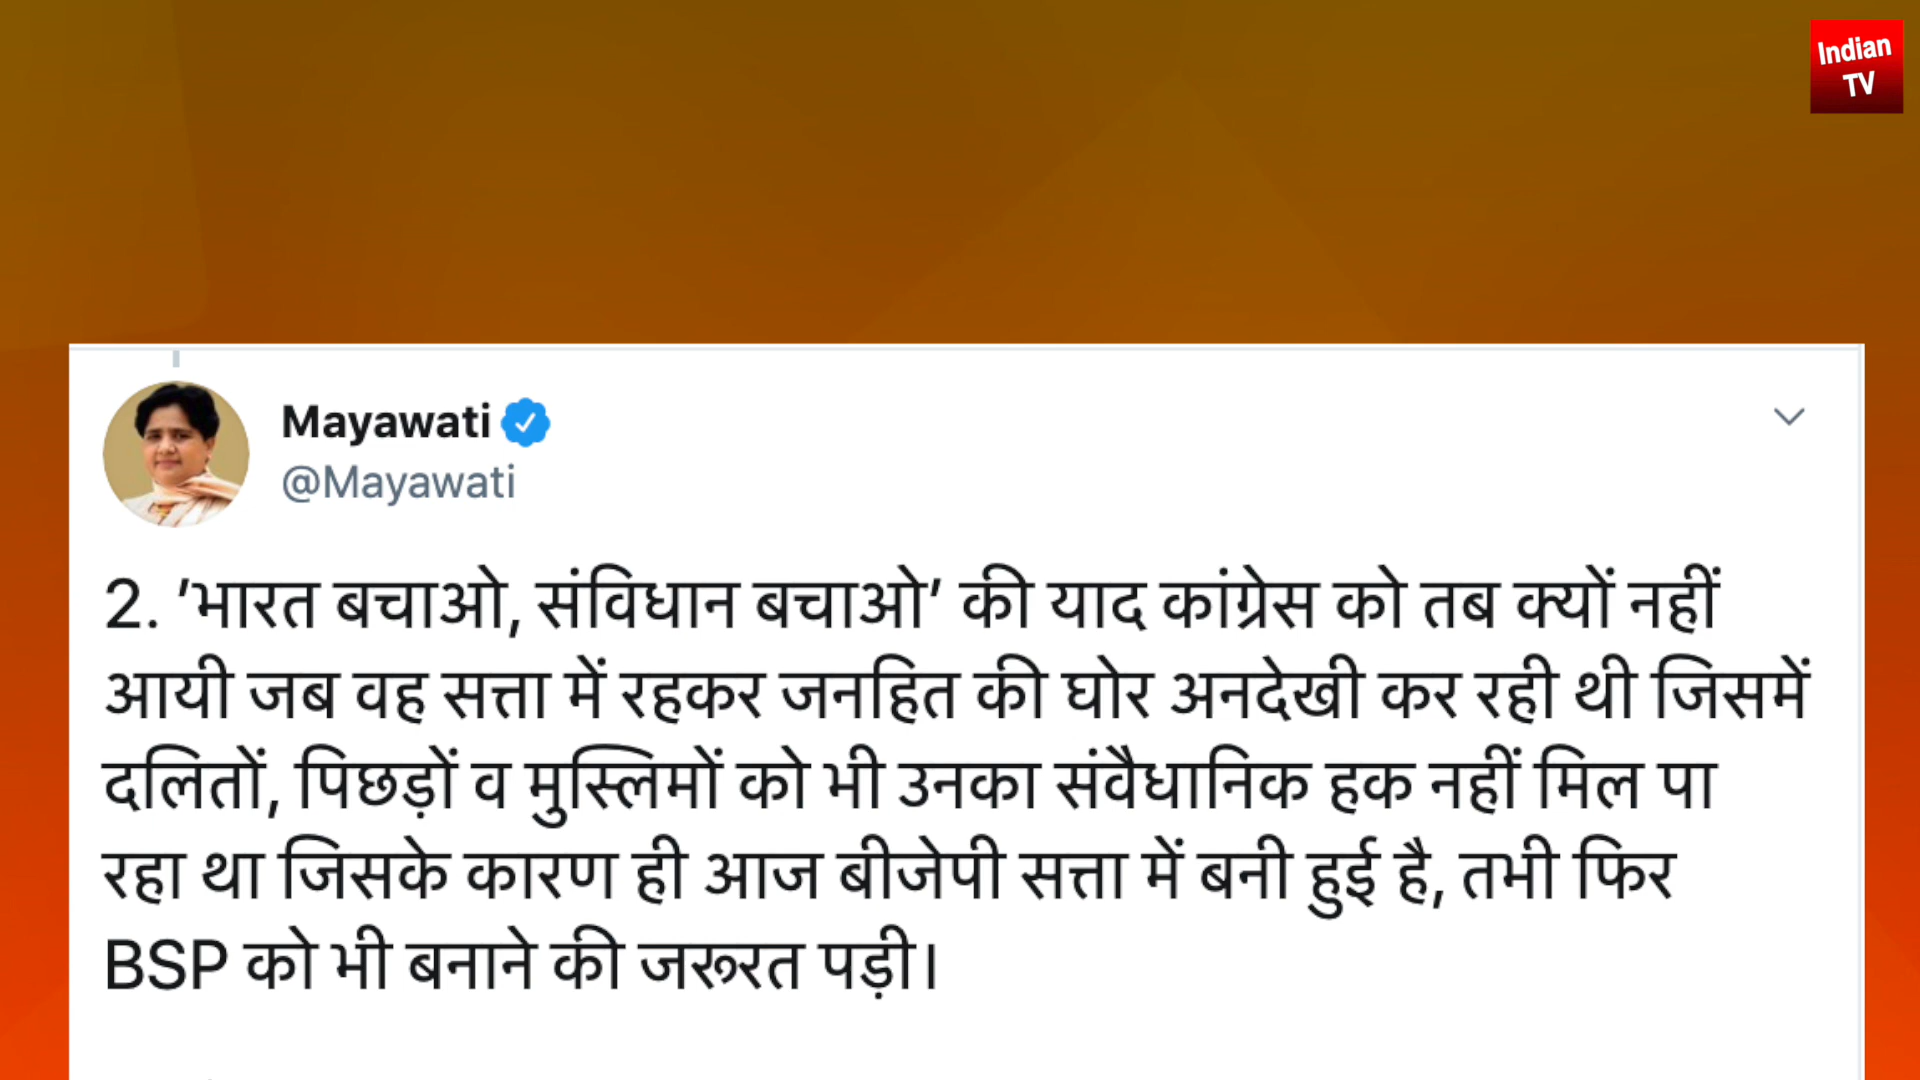 Indian
TV
Mayawati
@Mayawati
2. ’भारत बचाओ, संविधान बचाओ’ की याद कांग्रेस को तब क्यों नहीं
आयी जब वह सत्ता में रहकर जनहित की घोर अनदेखी कर रही थी जिसमें
दलितों, पिछड़ों व मुस्लिमों को भी उनका संवैधानिक हक नहीं मिल पा
रहा था जिसके कारण ही आज बीजेपी सत्ता में बनी हुई है, तभी फिर
BSP को भी बनाने की जरूरत पड़ी।